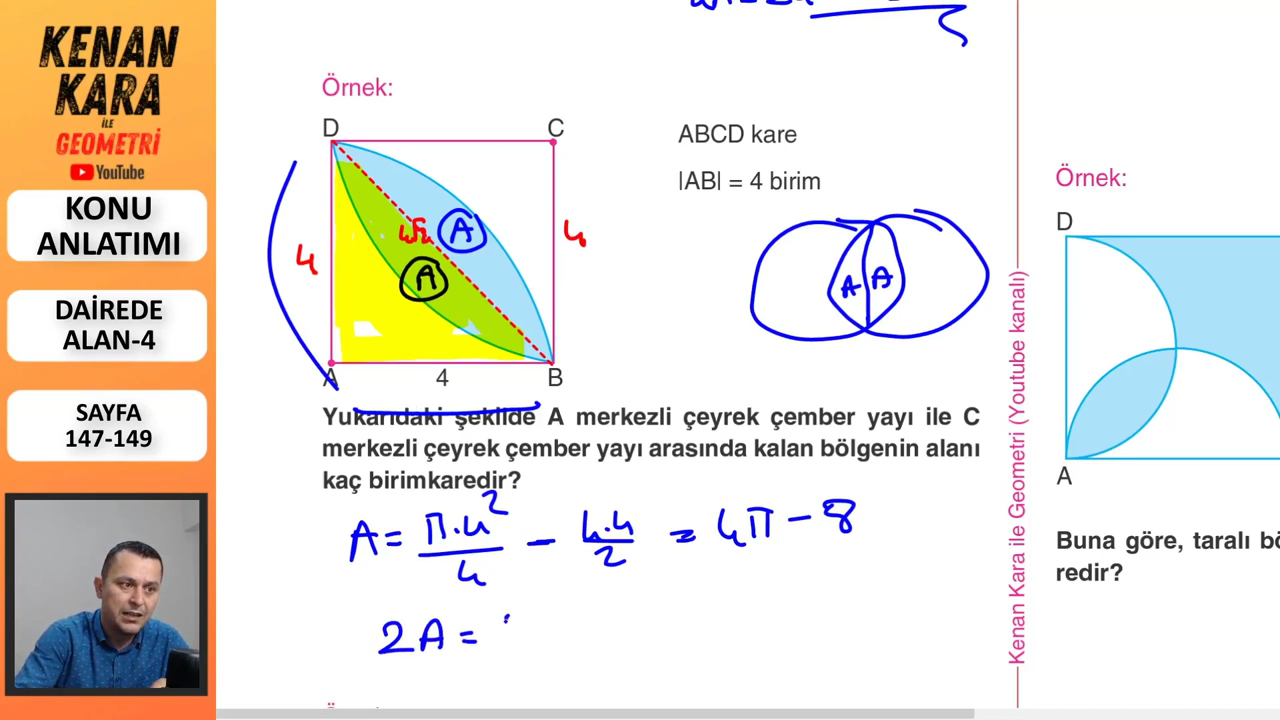 KENAN
KARA
İLE
GEOMETRİ
YouTube
KONU
ANLATIMI
DAİREDE
ALAN-4
SAYFA
147-149
Örnek:
D C
4 4√2 A 4
A
A 4 B
ABCD kare
|AB| = 4 birim
A A
Yukarıdaki şekilde A merkezli çeyrek çember yayı ile C
merkezli çeyrek çember yayı arasında kalan bölgenin alanı
kaç birimkaredir?
A = π.4²/4 - 4.4/2 = 4π - 8
2A =
Kenan Kara ile Geometri (Youtube kanalı)
Örnek:
D
A
Buna göre, taralı bö
redir?